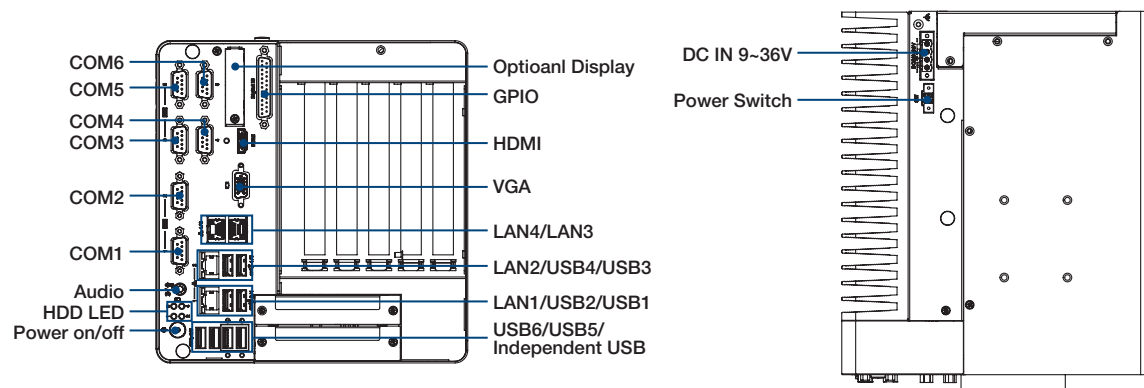 COM6
COM5
COM4
COM3
COM2
COM1
Audio
HDD LED
Power on/off
Optioanl Display
GPIO
HDMI
VGA
LAN4/LAN3
LAN2/USB4/USB3
LAN1/USB2/USB1
USB6/USB5/
Independent USB
DC IN 9~36V
Power Switch